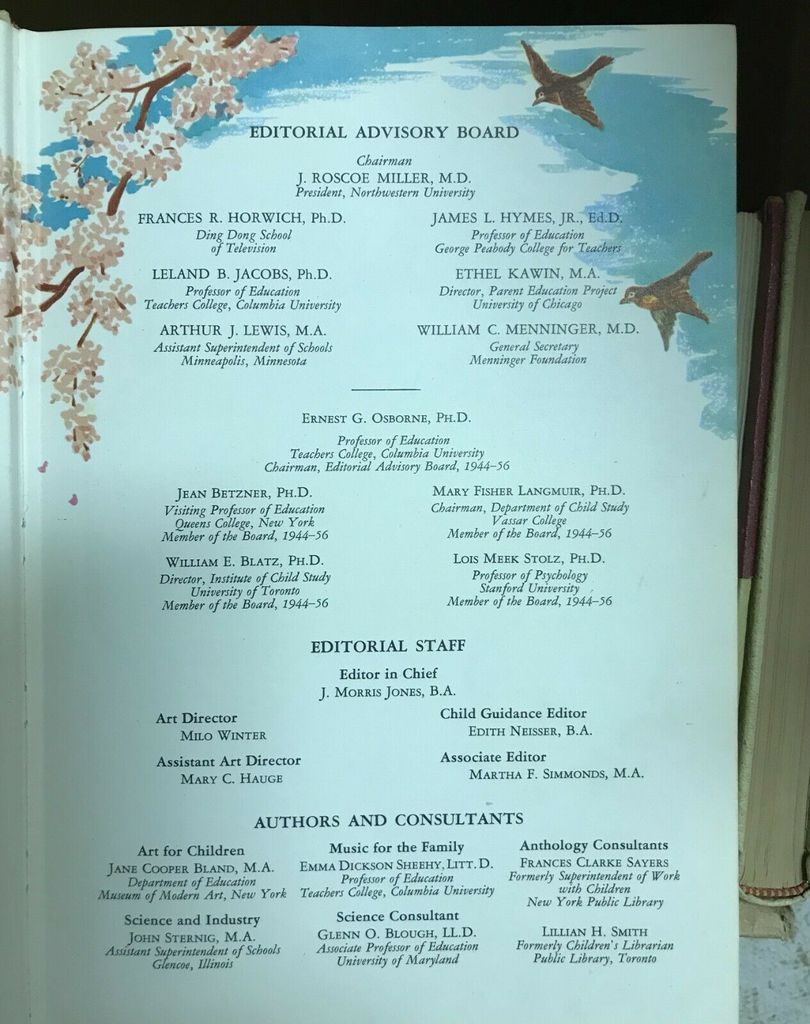 EDITORIAL ADVISORY BOARD
Chairman
J. ROSCOE MILLER, M.D.
President, Northwestern University
FRANCES R. HORWICH, Ph.D.
Ding Dong School
of Television
JAMES L. HYMES, JR., Ed.D.
Professor of Education
George Peabody College for Teachers
LELAND B. JACOBS, Ph.D.
Professor of Education
Teachers College, Columbia University
ETHEL KAWIN, M.A.
Director, Parent Education Project
University of Chicago
ARTHUR J. LEWIS, M.A.
Assistant Superintendent of Schools
Minneapolis, Minnesota
WILLIAM C. MENNINGER, M.D.
General Secretary
Menninger Foundation
ERNEST G. OSBORNE, PH.D.
Professor of Education
Teachers College, Columbia University
Chairman, Editorial Advisory Board, 1944–56
JEAN BETZNER, PH.D.
Visiting Professor of Education
Queens College, New York
Member of the Board, 1944–56
MARY FISHER LANGMUIR, PH.D.
Chairman, Department of Child Study
Vassar College
Member of the Board, 1944–56
WILLIAM E. BLATZ, PH.D.
Director, Institute of Child Study
University of Toronto
Member of the Board, 1944–56
LOIS MEEK STOLZ, PH.D.
Professor of Psychology
Stanford University
Member of the Board, 1944–56
EDITORIAL STAFF
Editor in Chief
J. MORRIS JONES, B.A.
Art Director
MILO WINTER
Child Guidance Editor
EDITH NEISSER, B.A.
Assistant Art Director
MARY C. HAUGE
Associate Editor
MARTHA F. SIMMONDS, M.A.
AUTHORS AND CONSULTANTS
Art for Children
JANE COOPER BLAND, M.A.
Department of Education
Museum of Modern Art, New York
Music for the Family
EMMA DICKSON SHEEHY, LITT.D.
Professor of Education
Teachers College, Columbia University
Anthology Consultants
FRANCES CLARKE SAYERS
Formerly Superintendent of Work
with Children
New York Public Library
Science and Industry
JOHN STERNIG, M.A.
Assistant Superintendent of Schools
Glencoe, Illinois
Science Consultant
GLENN O. BLOUGH, LL.D.
Associate Professor of Education
University of Maryland
LILLIAN H. SMITH
Formerly Children's Librarian
Public Library, Toronto